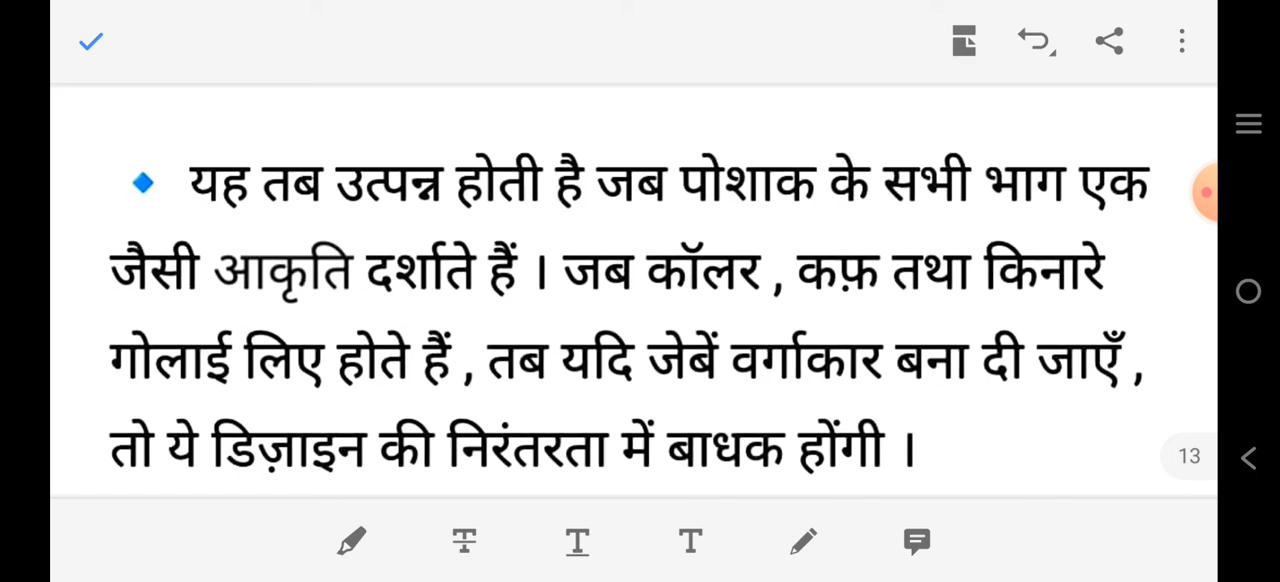 यह तब उत्पन्न होती है जब पोशाक के सभी भाग एक
जैसी आकृति दर्शाते हैं । जब कॉलर , कफ़ तथा किनारे
गोलाई लिए होते हैं , तब यदि जेबें वर्गाकार बना दी जाएँ ,
तो ये डिज़ाइन की निरंतरता में बाधक होंगी ।
13